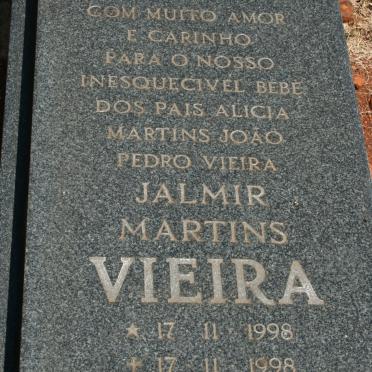 COM MUITO AMOR
E CARINHO
PARA O NOSSO
INESQUECIVEL BEBÊ
DOS PAIS ALICIA
MARTINS JOÃO
PEDRO VIEIRA
JALMIR
MARTINS
VIEIRA
★ 17 11 1998
✝ 17 11 1998